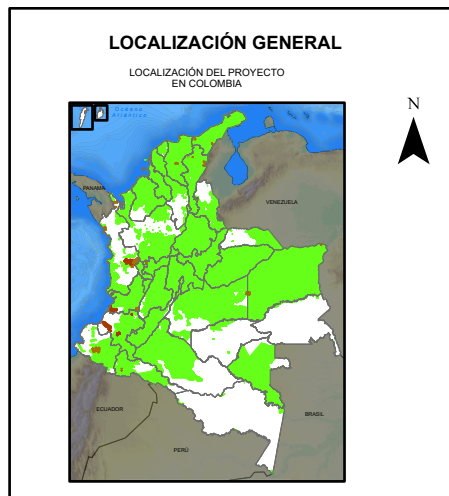 LOCALIZACIÓN GENERAL
LOCALIZACIÓN DEL PROYECTO
EN COLOMBIA
N
Océano
Atlántico
PANAMA
VENEZUELA
ECUADOR
BRASIL
PERÚ